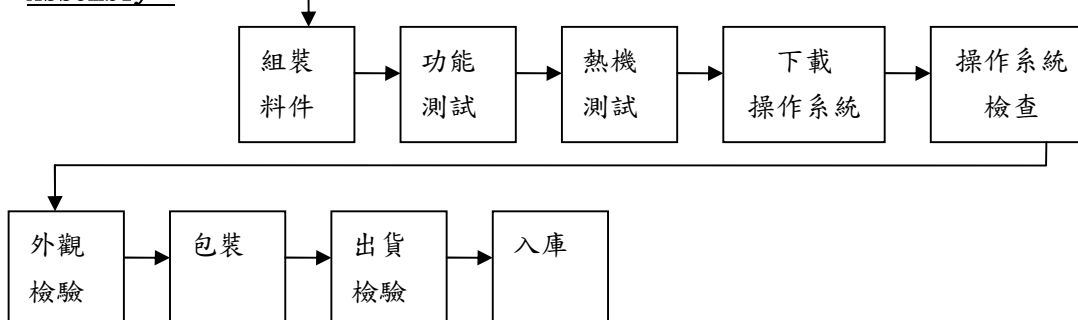 Assembly
組裝
料件
功能
測試
熱機
測試
下載
操作系統
操作系統
檢查
外觀
檢驗
包裝
出貨
檢驗
入庫